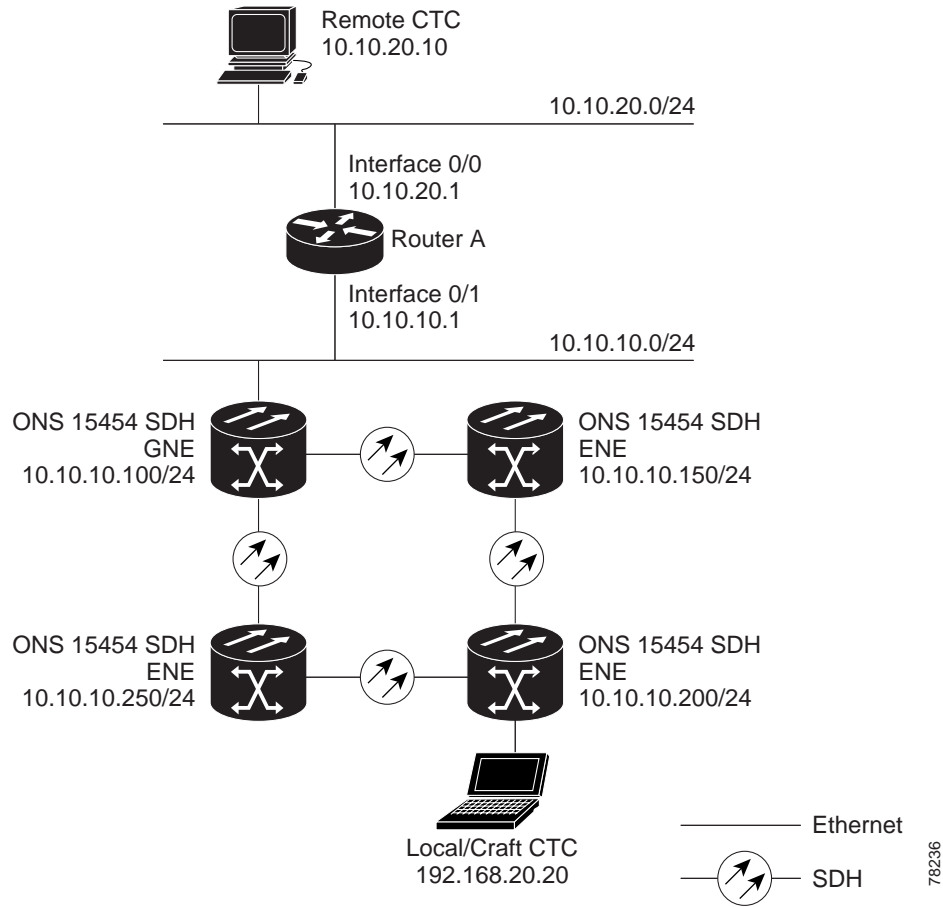 Remote CTC
10.10.20.10
10.10.20.0/24
Interface 0/0
10.10.20.1
Router A
Interface 0/1
10.10.10.1
10.10.10.0/24
ONS 15454 SDH
GNE
10.10.10.100/24
ONS 15454 SDH
ENE
10.10.10.150/24
ONS 15454 SDH
ENE
10.10.10.250/24
ONS 15454 SDH
ENE
10.10.10.200/24
Local/Craft CTC
192.168.20.20
Ethernet
SDH
78236